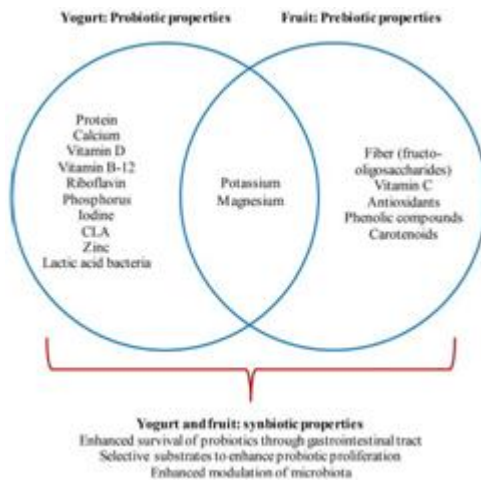 Yogurt: Probiotic properties
Fruit: Prebiotic properties
Protein
Calcium
Vitamin D
Vitamin B-12
Riboflavin
Phosphorus
Iodine
CLA
Zinc
Lactic acid bacteria
Potassium
Magnesium
Fiber (fructo-
oligosaccharides)
Vitamin C
Antioxidants
Phenolic compounds
Carotenoids
Yogurt and fruit: synbiotic properties
Enhanced survival of probiotics through gastrointestinal tract
Selective substrates to enhance probiotic proliferation
Enhanced modulation of microbiota